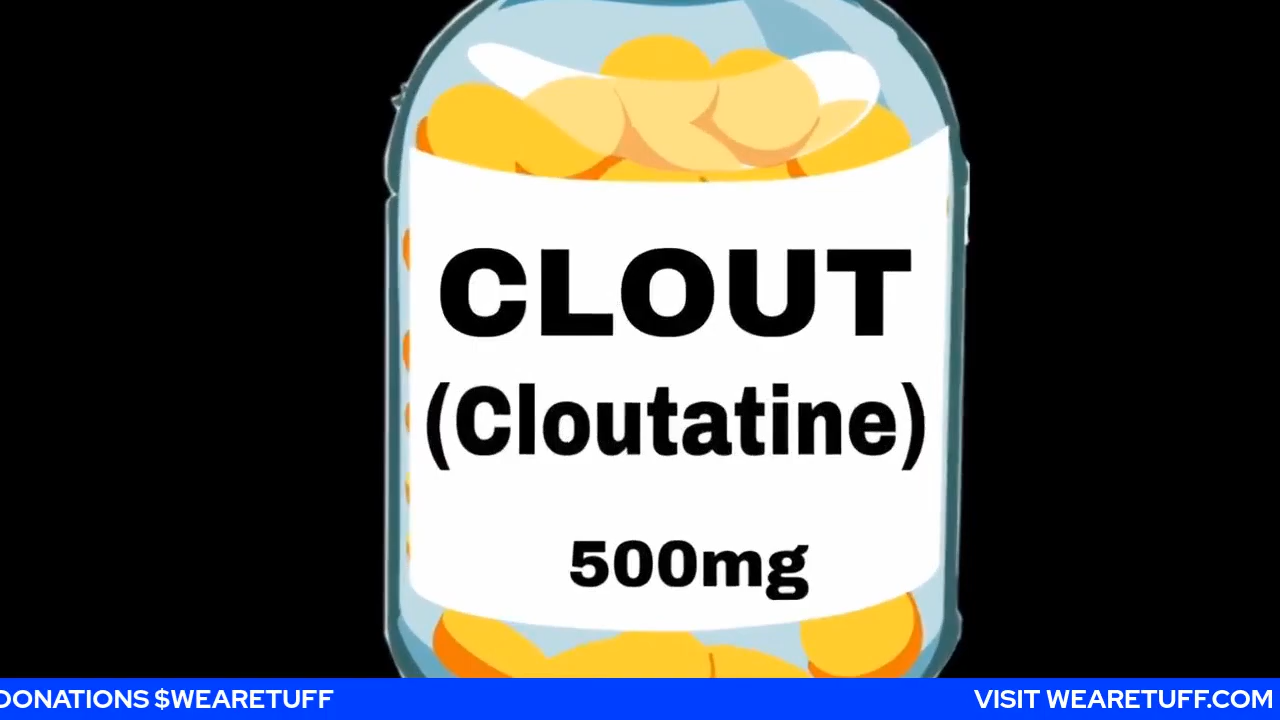 CLOUT
(Cloutatine)
500mg
DONATIONS $WEARETUFF
VISIT WEARETUFF.COM